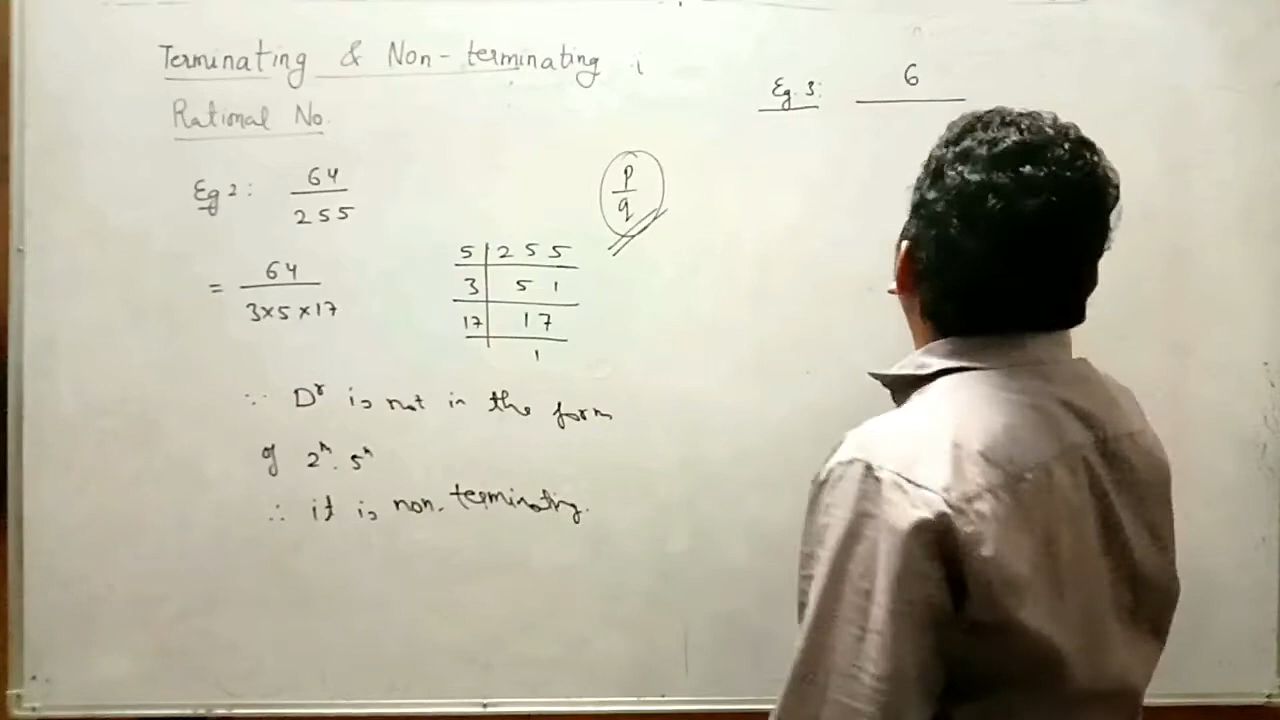 Terminating & Non-terminating i
Rational No.
Eg 2: 64/255
= 64/3×5×17
p/q
5 | 255
3 | 51
17 | 17
1
∵ Dʳ is not in the form
of 2ⁿ. 5ⁿ
∴ it is non-terminating.
Eg. 3: 6